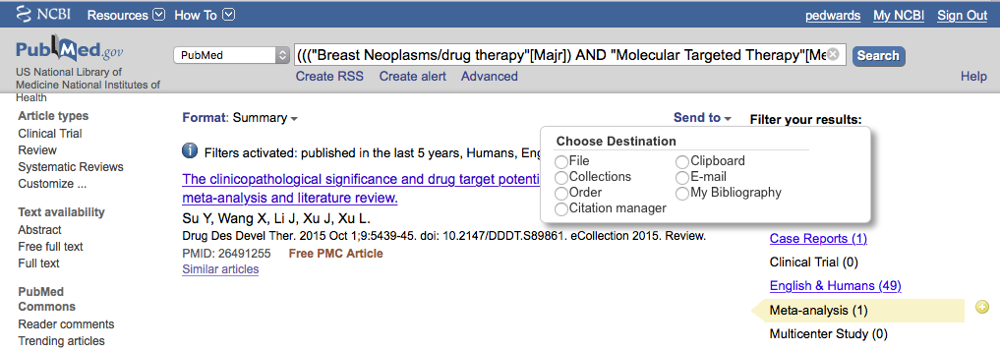 NCBI Resources How To pedwards My NCBI Sign Out
PubMed.gov
US National Library of
Medicine National Institutes of
Health
PubMed
((("Breast Neoplasms/drug therapy"[Majr]) AND "Molecular Targeted Therapy"[Me
Search
Create RSS Create alert Advanced
Help
Article types
Clinical Trial
Review
Systematic Reviews
Customize ...
Text availability
Abstract
Free full text
Full text
PubMed
Commons
Reader comments
Trending articles
Format: Summary
Send to
Filters activated: published in the last 5 years, Humans, Eng
The clinicopathological significance and drug target potenti
meta-analysis and literature review.
Su Y, Wang X, Li J, Xu J, Xu L.
Drug Des Devel Ther. 2015 Oct 1;9:5439-45. doi: 10.2147/DDDT.S89861. eCollection 2015. Review.
PMID: 26491255 Free PMC Article
Similar articles
Choose Destination
File Clipboard
Collections E-mail
Order My Bibliography
Citation manager
Filter your results:
Case Reports (1)
Clinical Trial (0)
English & Humans (49)
Meta-analysis (1)
Multicenter Study (0)